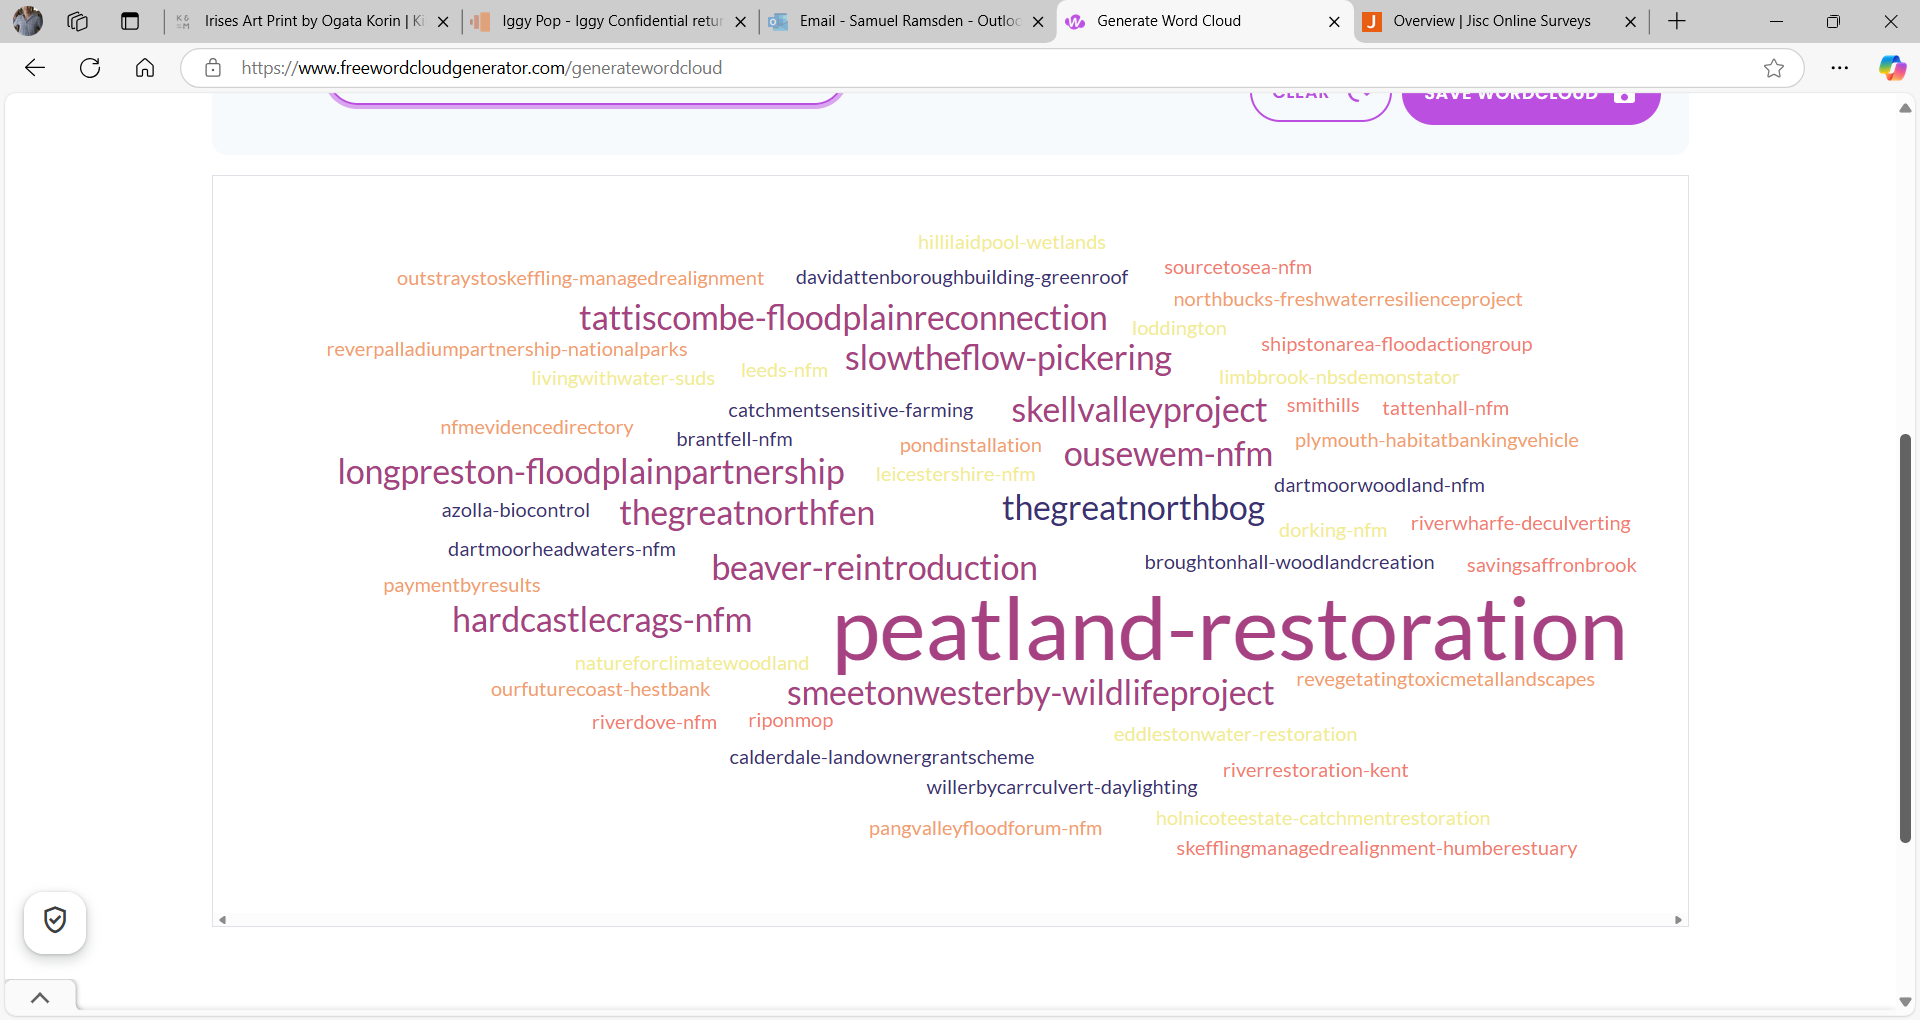 Irises Art Print by Ogata Korin | Ki
Iggy Pop - Iggy Confidential retur
Email - Samuel Ramsden - Outloo
Generate Word Cloud
Overview | Jisc Online Surveys
https://www.freewordcloudgenerator.com/generatewordcloud
CLEAR
SAVE WORDCLOUD
hillilaidpool-wetlands
outstraystoskeffling-managedrealignment
davidattenboroughbuilding-greenroof
sourcetosea-nfm
northbucks-freshwaterresilienceproject
tattiscombe-floodplainreconnection
loddington
reverpalladiumpartnership-nationalparks
slowtheflow-pickering
shipstonarea-floodactiongroup
livingwithwater-suds
leeds-nfm
limbbrook-nbsdemonstator
catchmentsensitive-farming
skellvalleyproject
smithills
tattenhall-nfm
nfmevidencedirectory
brantfell-nfm
pondinstallation
ousewem-nfm
plymouth-habitatbankingvehicle
longpreston-floodplainpartnership
leicestershire-nfm
dartmoorwoodland-nfm
azolla-biocontrol
thegreatnorthfen
thegreatnorthbog
dorking-nfm
riverwharfe-deculverting
dartmoorheadwaters-nfm
beaver-reintroduction
broughtonhall-woodlandcreation
savingsaffronbrook
paymentbyresults
hardcastlecrags-nfm
peatland-restoration
natureforclimatewoodland
ourfuturecoast-hestbank
smeetonwesterby-wildlifeproject
revegetatingtoxicmetallandscapes
riverdove-nfm
riponmop
eddlestonwater-restoration
calderdale-landownergrantscheme
riverrestoration-kent
willerbycarrculvert-daylighting
pangvalleyfloodforum-nfm
holnicoteestate-catchmentrestoration
skefflingmanagedrealignment-humberestuary